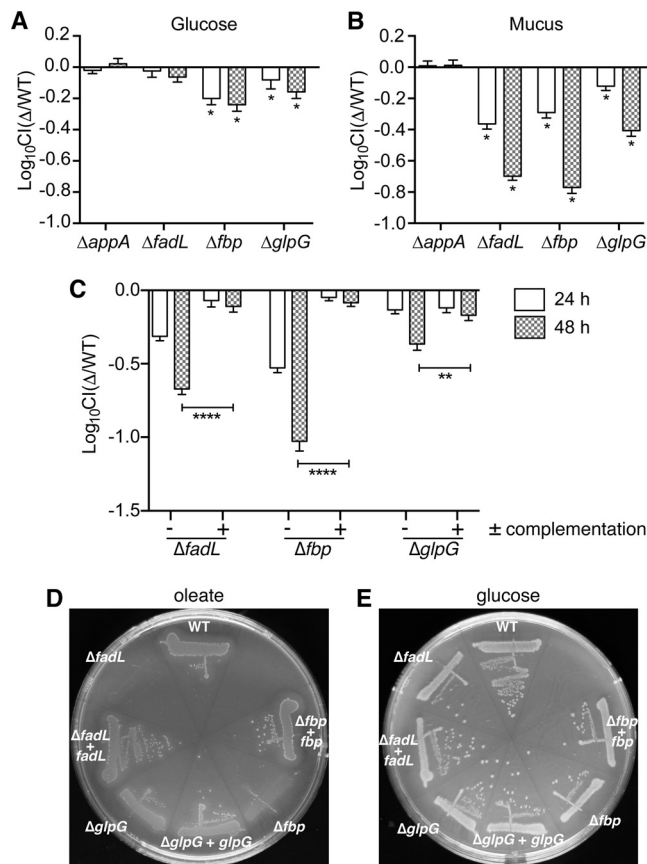 A
Glucose
Log10CI(Δ/WT)
0.2
0.0
-0.2
-0.4
-0.6
-0.8
-1.0
* * * *
ΔappA ΔfadL Δfbp ΔglpG
B
Mucus
Log10CI(Δ/WT)
0.2
0.0
-0.2
-0.4
-0.6
-0.8
-1.0
* * * * * *
ΔappA ΔfadL Δfbp ΔglpG
C
Log10CI(Δ/WT)
0.0
-0.5
-1.0
-1.5
**** **** **
- + - + - + ± complementation
ΔfadL Δfbp ΔglpG
24 h
48 h
D
oleate
WT
ΔfadL
Δfbp
+
fbp
ΔfadL
+
fadL
ΔglpG
ΔglpG + glpG
Δfbp
E
glucose
WT
ΔfadL
Δfbp
+
fbp
ΔfadL
+
fadL
ΔglpG
ΔglpG + glpG
Δfbp